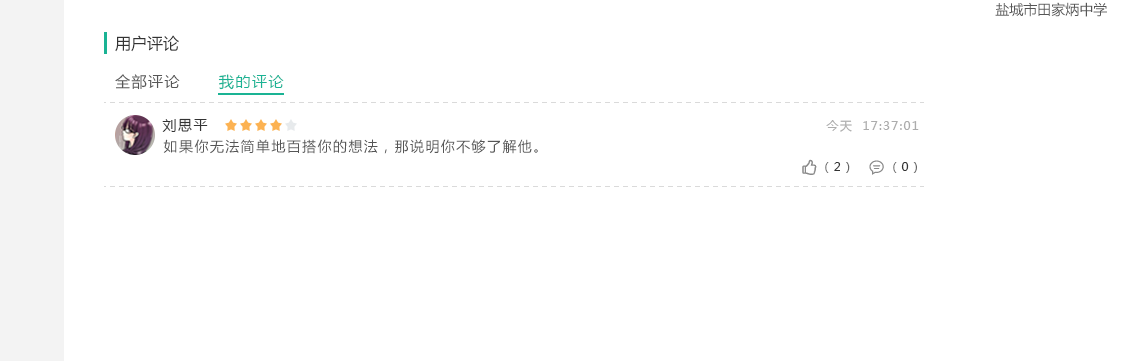 盐城市田家炳中学
用户评论
全部评论 我的评论
刘思平 今天 17:37:01
如果你无法简单地百搭你的想法，那说明你不够了解他。
（2） （0）